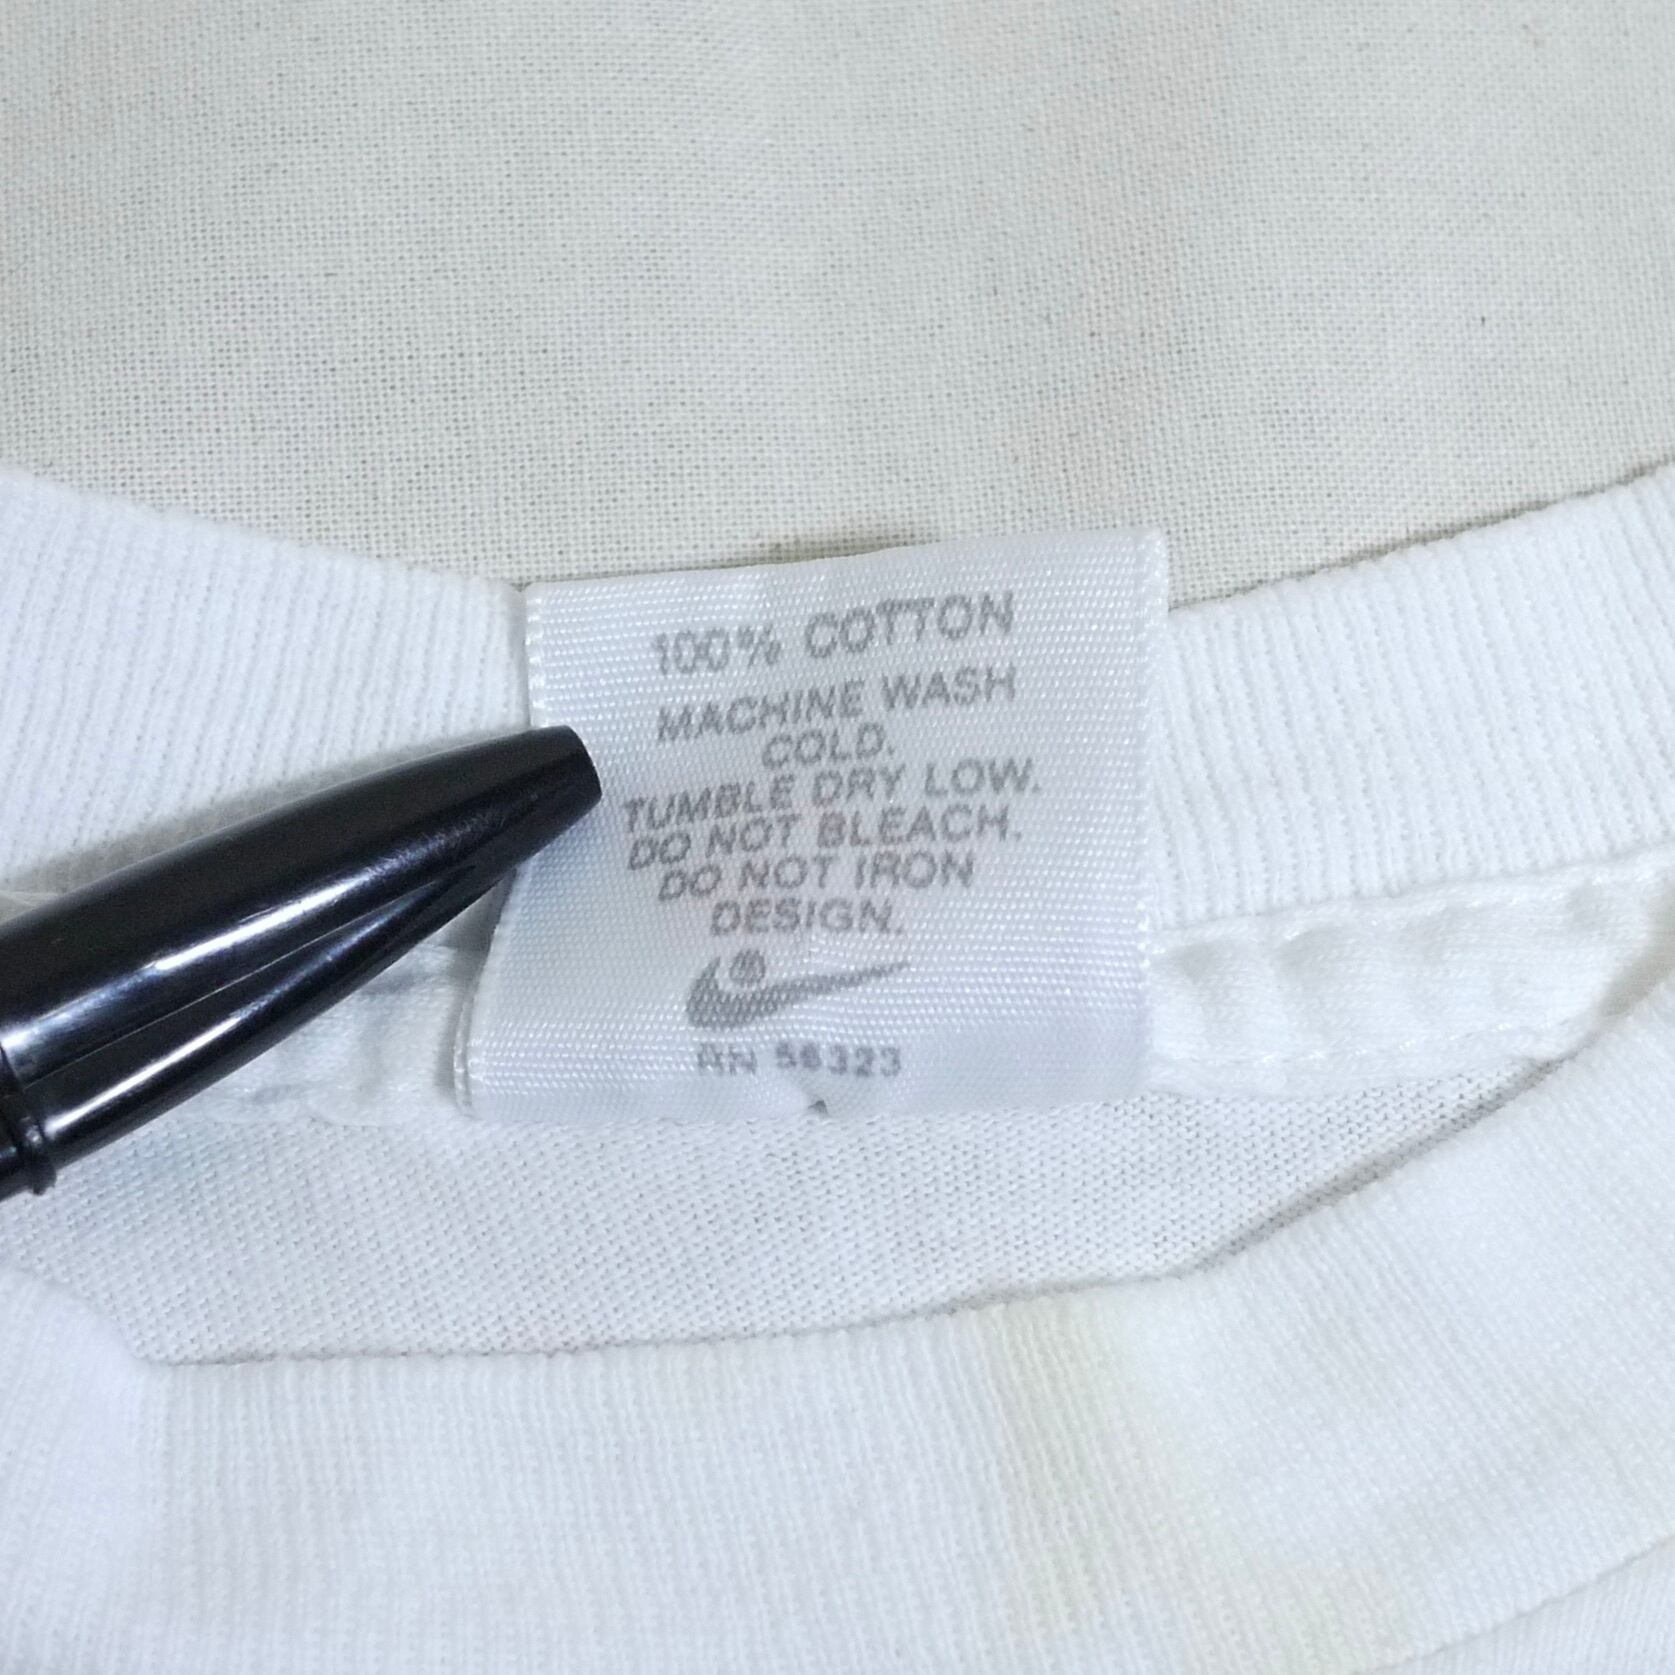 100% COTTON
MACHINE WASH
COLD.
TUMBLE DRY LOW.
DO NOT BLEACH.
DO NOT IRON
DESIGN.
®
RN 56323